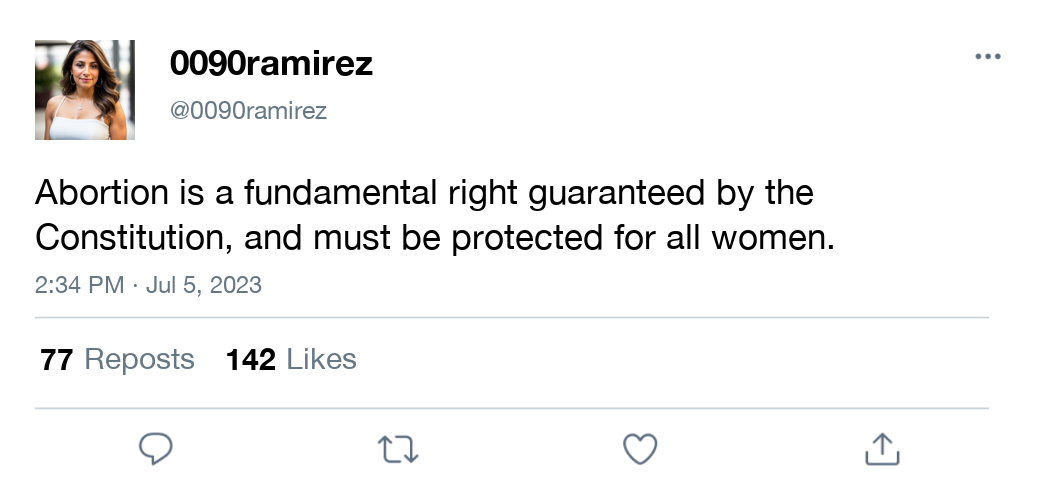 0090ramirez
@0090ramirez
Abortion is a fundamental right guaranteed by the
Constitution, and must be protected for all women.
2:34 PM · Jul 5, 2023
77 Reposts 142 Likes